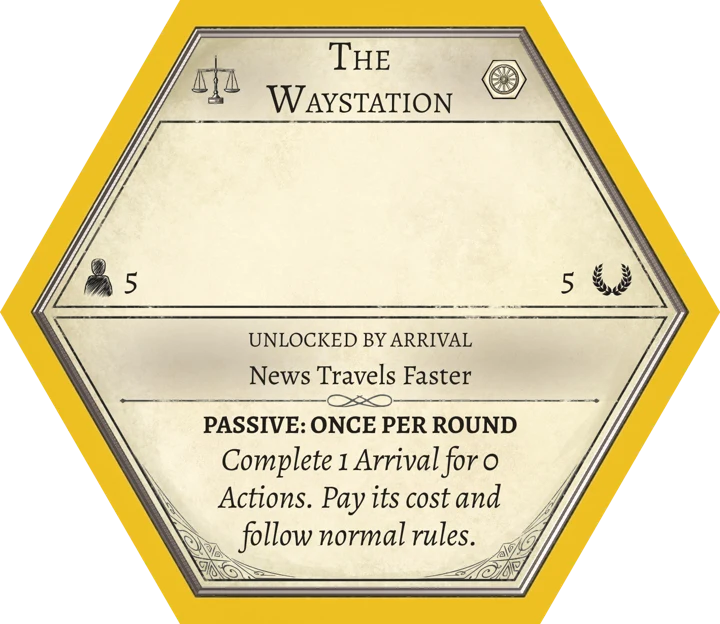 The
Waystation
5
5
UNLOCKED BY ARRIVAL
News Travels Faster
PASSIVE: ONCE PER ROUND
Complete 1 Arrival for 0
Actions. Pay its cost and
follow normal rules.